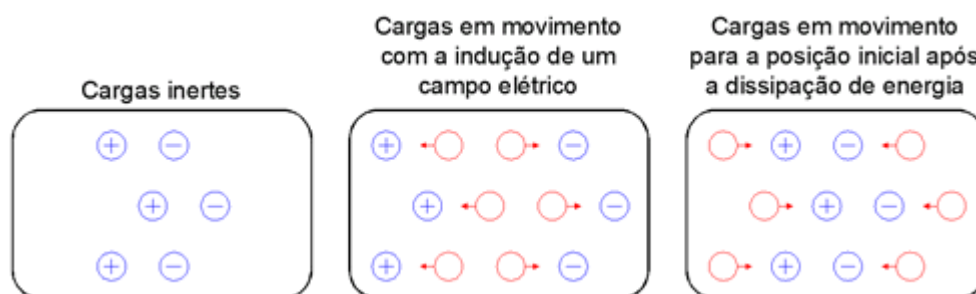 Cargas inertes
Cargas em movimento
com a indução de um
campo elétrico
Cargas em movimento
para a posição inicial após
a dissipação de energia
+ −
+ −
+ −
+ −
+ −
+ −
+ −
+ −
+ −